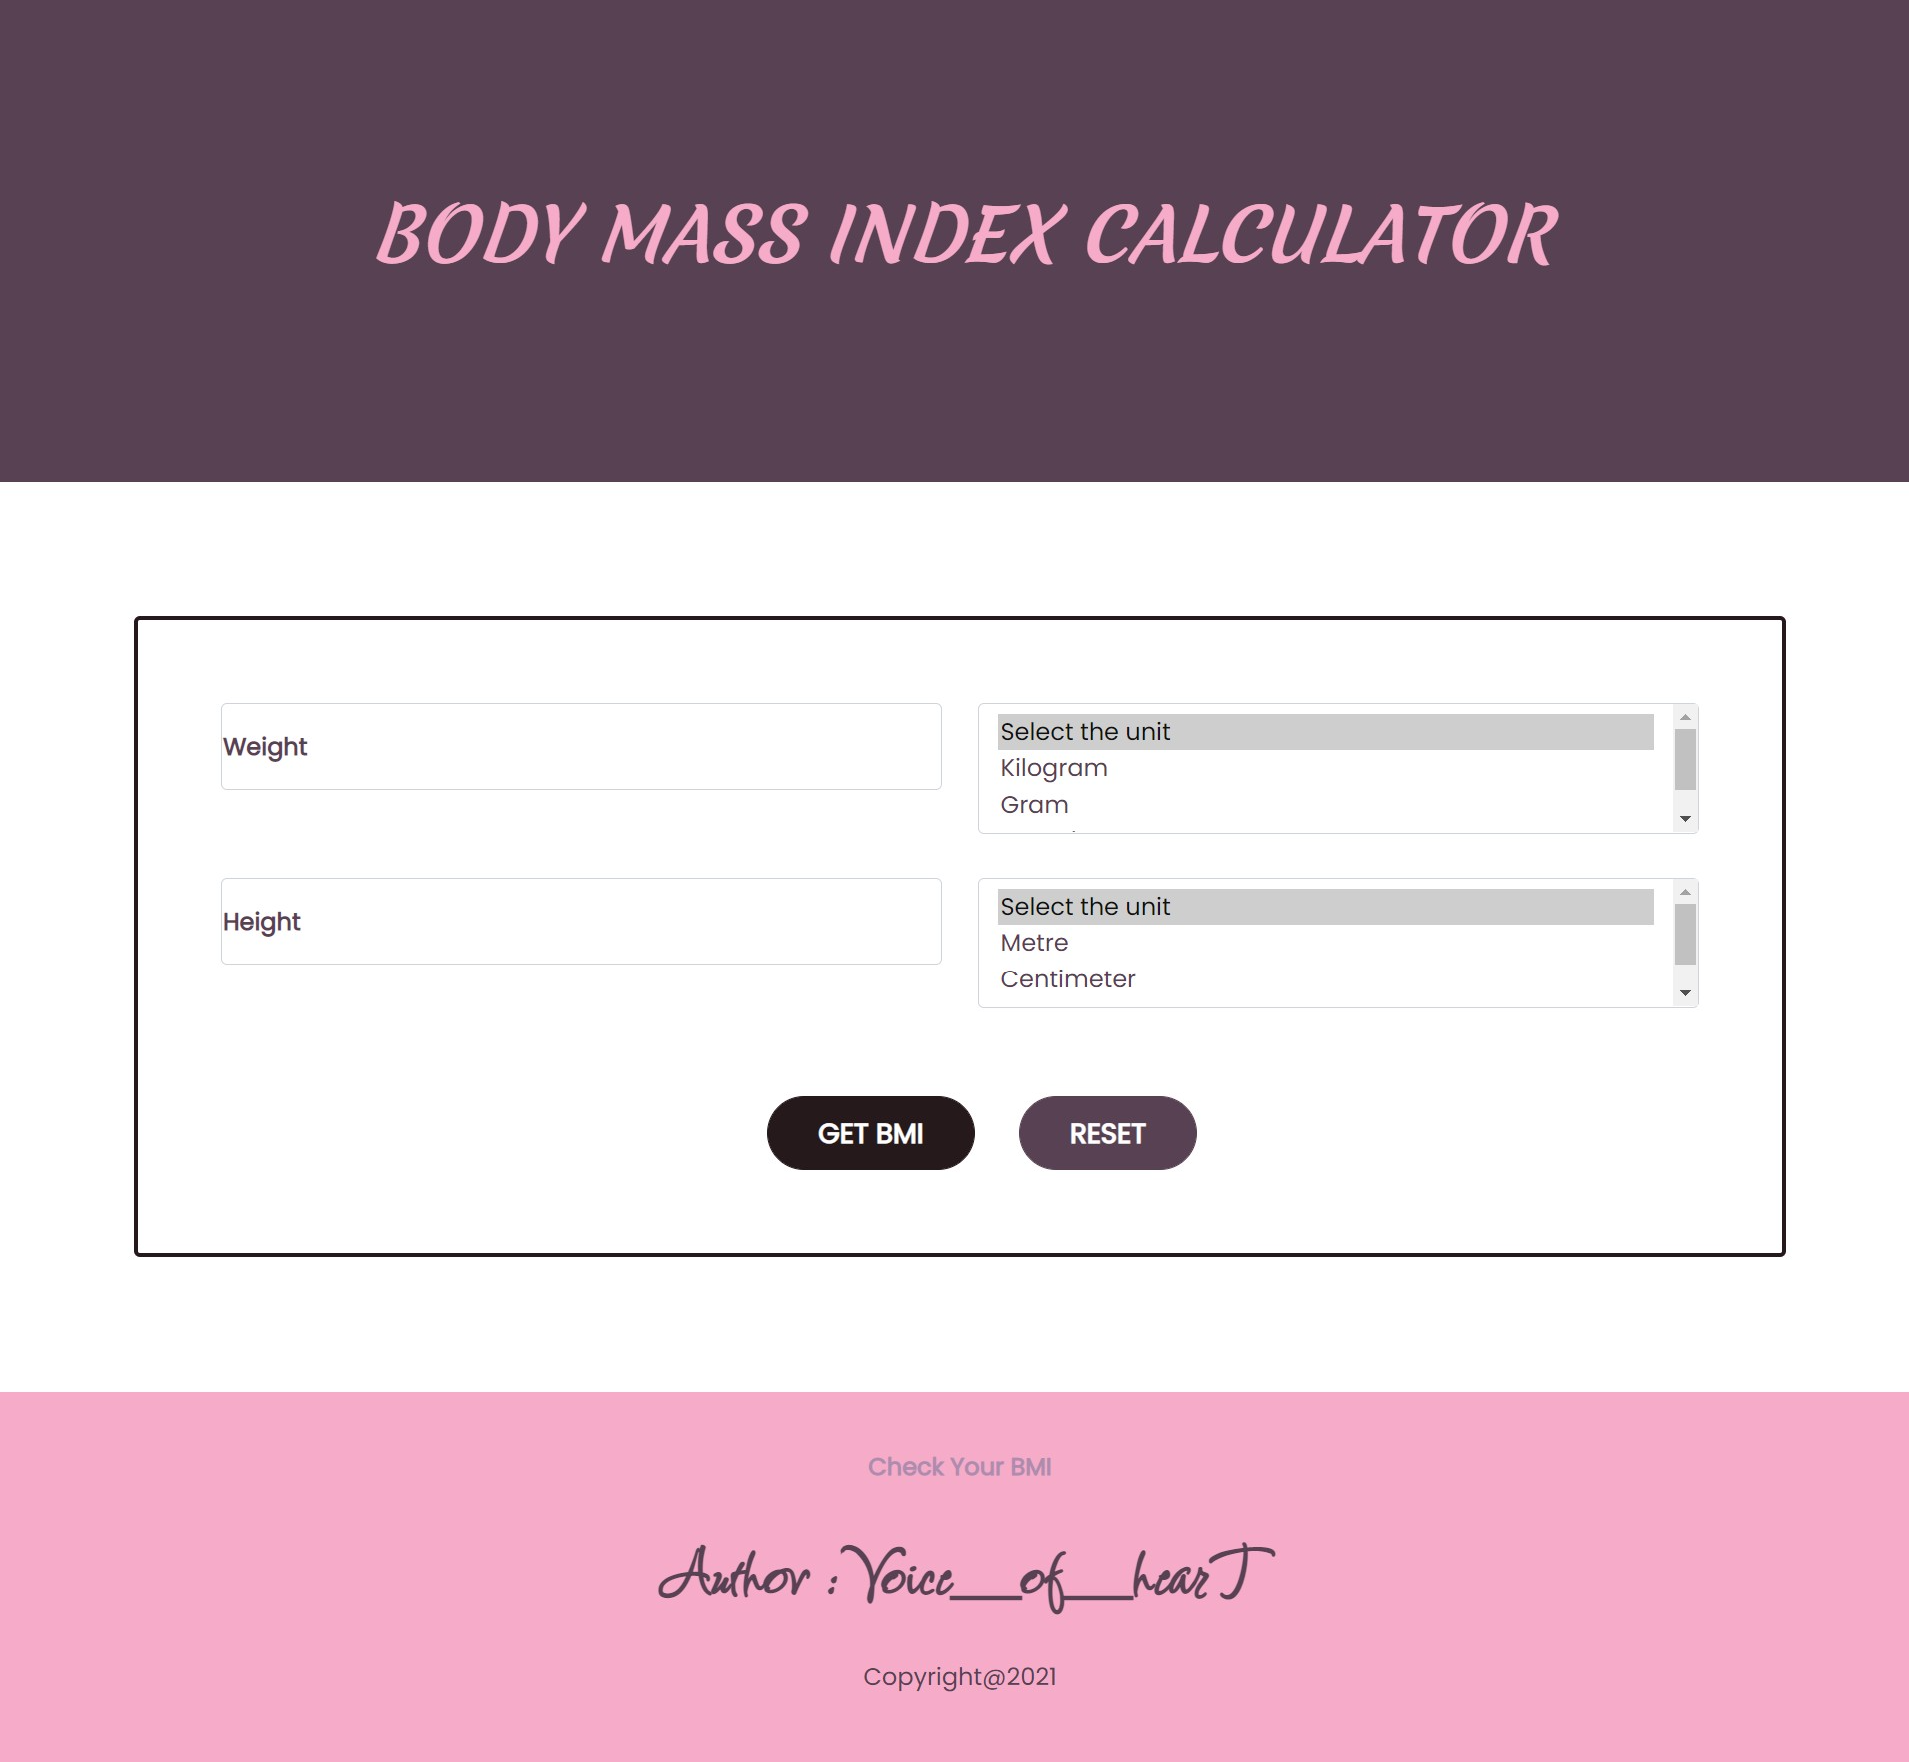 BODY MASS INDEX CALCULATOR
Weight
Select the unit
Kilogram
Gram
Height
Select the unit
Metre
Centimeter
GET BMI
RESET
Check Your BMI
Author : Voice__of__hearT
Copyright@2021